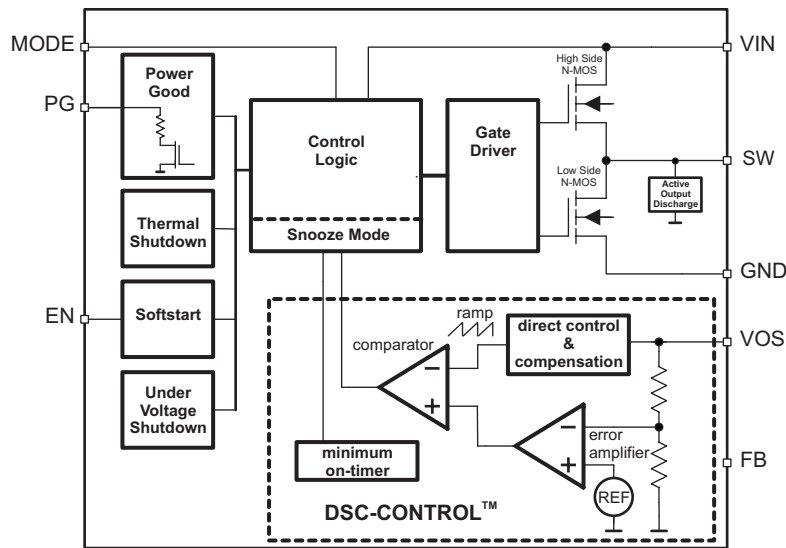 MODE
VIN
High Side
N-MOS
Power
Good
PG
Control
Logic
Gate
Driver
SW
Low Side
N-MOS
Active
Output
Discharge
Thermal
Shutdown
Snooze Mode
GND
EN
Softstart
ramp
comparator
direct control
&
compensation
VOS
−
+
Under
Voltage
Shutdown
minimum
on-timer
−
+
error
amplifier
FB
REF
DSC-CONTROL™